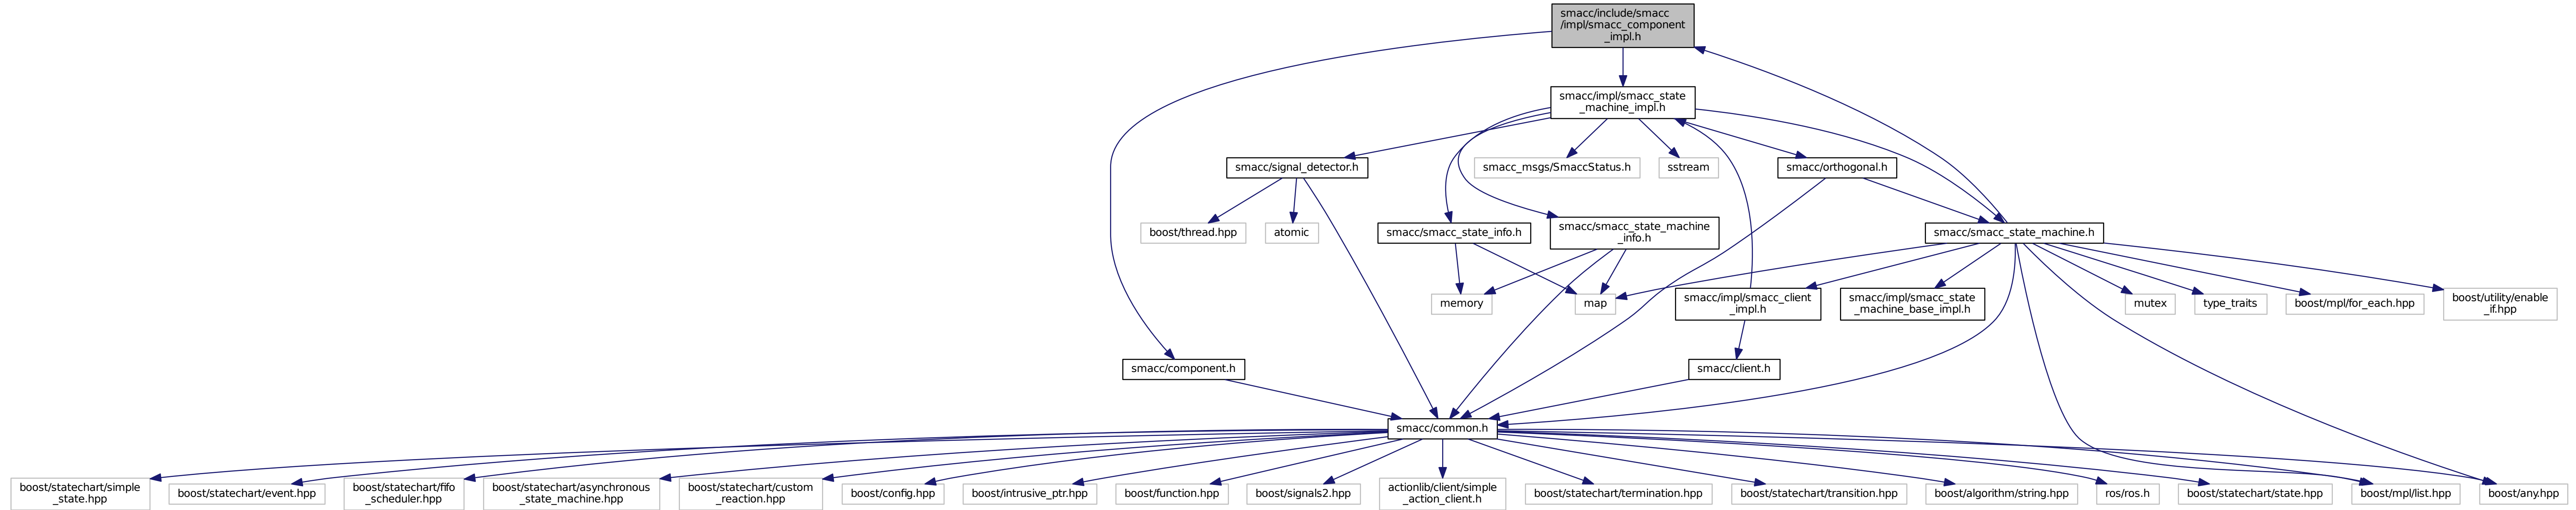 smacc/include/smacc
/impl/smacc_component
_impl.h
smacc/impl/smacc_state
_machine_impl.h
smacc/signal_detector.h
smacc_msgs/SmaccStatus.h
sstream
smacc/orthogonal.h
boost/thread.hpp
atomic
smacc/smacc_state_info.h
smacc/smacc_state_machine
_info.h
smacc/smacc_state_machine.h
memory
map
smacc/impl/smacc_client
_impl.h
smacc/impl/smacc_state
_machine_base_impl.h
mutex
type_traits
boost/mpl/for_each.hpp
boost/utility/enable
_if.hpp
smacc/component.h
smacc/client.h
smacc/common.h
boost/statechart/simple
_state.hpp
boost/statechart/event.hpp
boost/statechart/fifo
_scheduler.hpp
boost/statechart/asynchronous
_state_machine.hpp
boost/statechart/custom
_reaction.hpp
boost/config.hpp
boost/intrusive_ptr.hpp
boost/function.hpp
boost/signals2.hpp
actionlib/client/simple
_action_client.h
boost/statechart/termination.hpp
boost/statechart/transition.hpp
boost/algorithm/string.hpp
ros/ros.h
boost/statechart/state.hpp
boost/mpl/list.hpp
boost/any.hpp